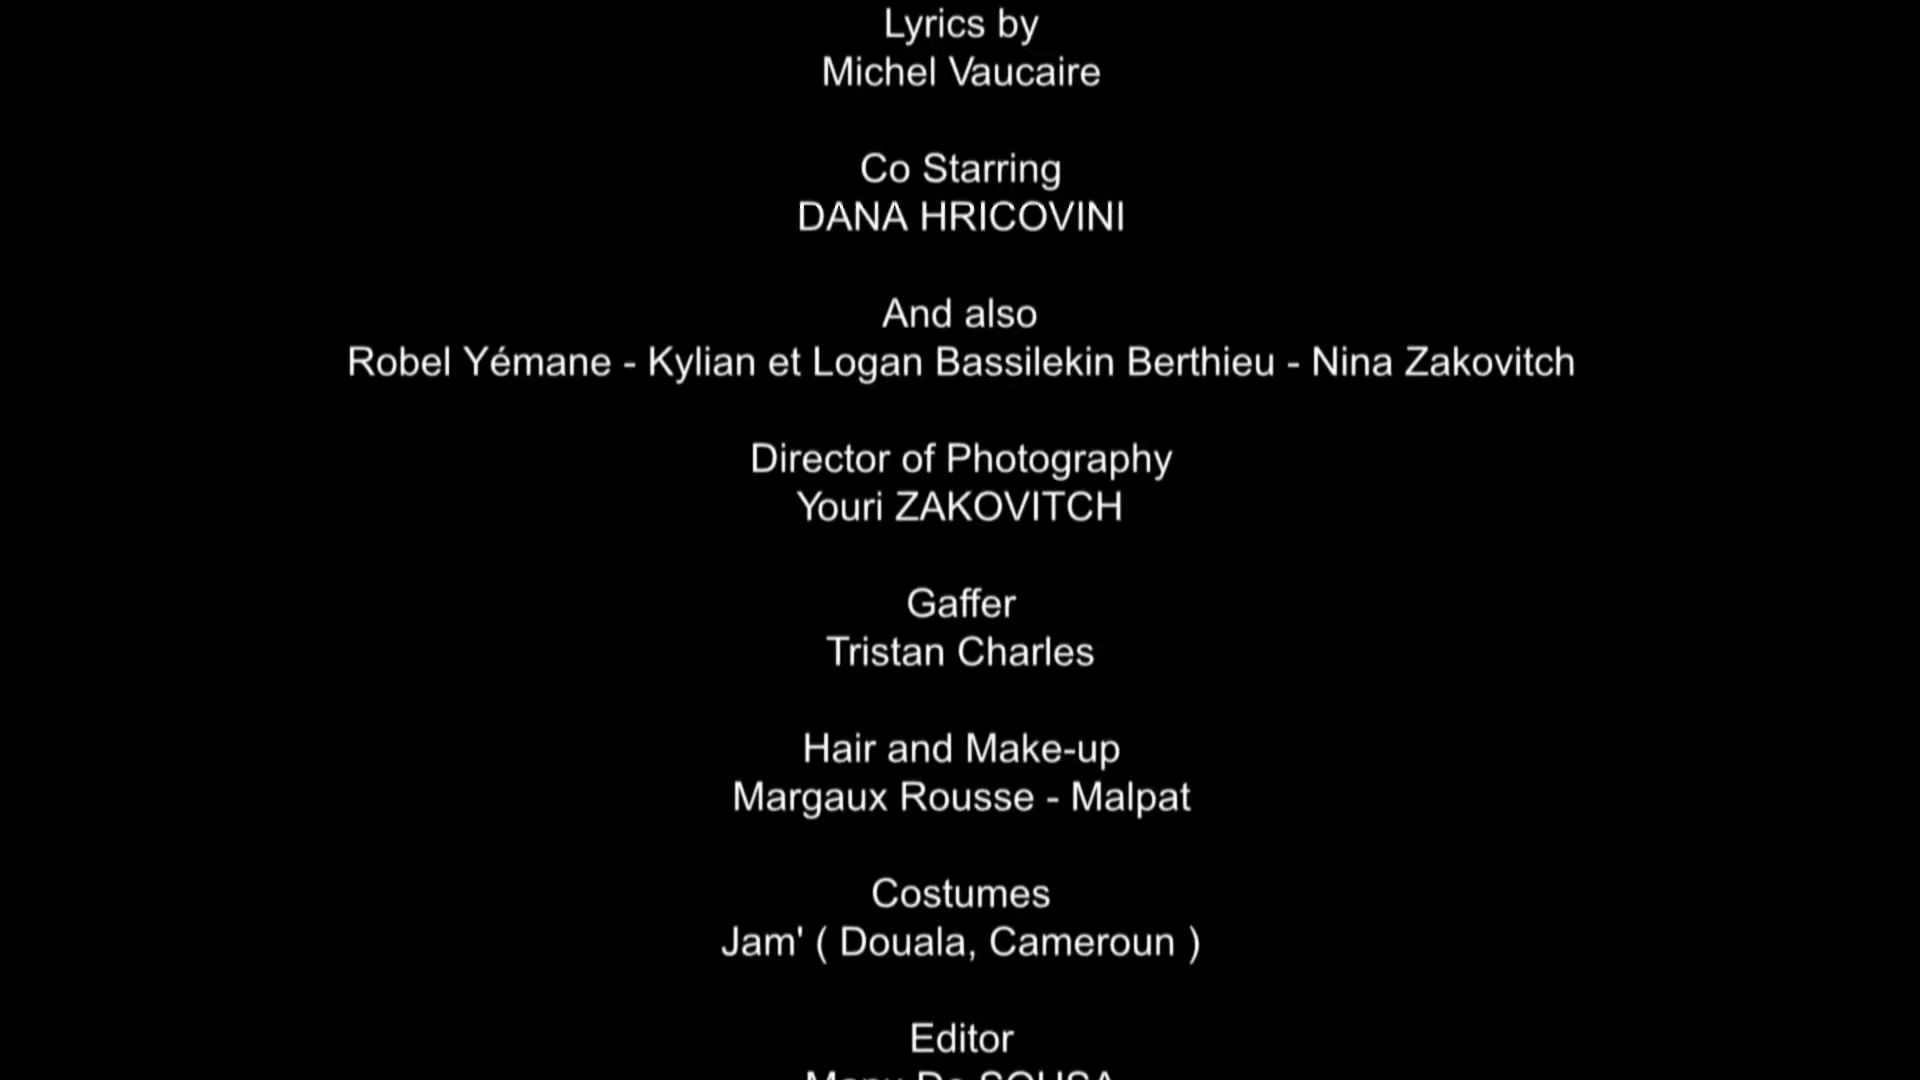 Lyrics by
Michel Vaucaire
Co Starring
DANA HRICOVINI
And also
Robel Yémane - Kylian et Logan Bassilekin Berthieu - Nina Zakovitch
Director of Photography
Youri ZAKOVITCH
Gaffer
Tristan Charles
Hair and Make-up
Margaux Rousse - Malpat
Costumes
Jam' ( Douala, Cameroun )
Editor
De SOUSA